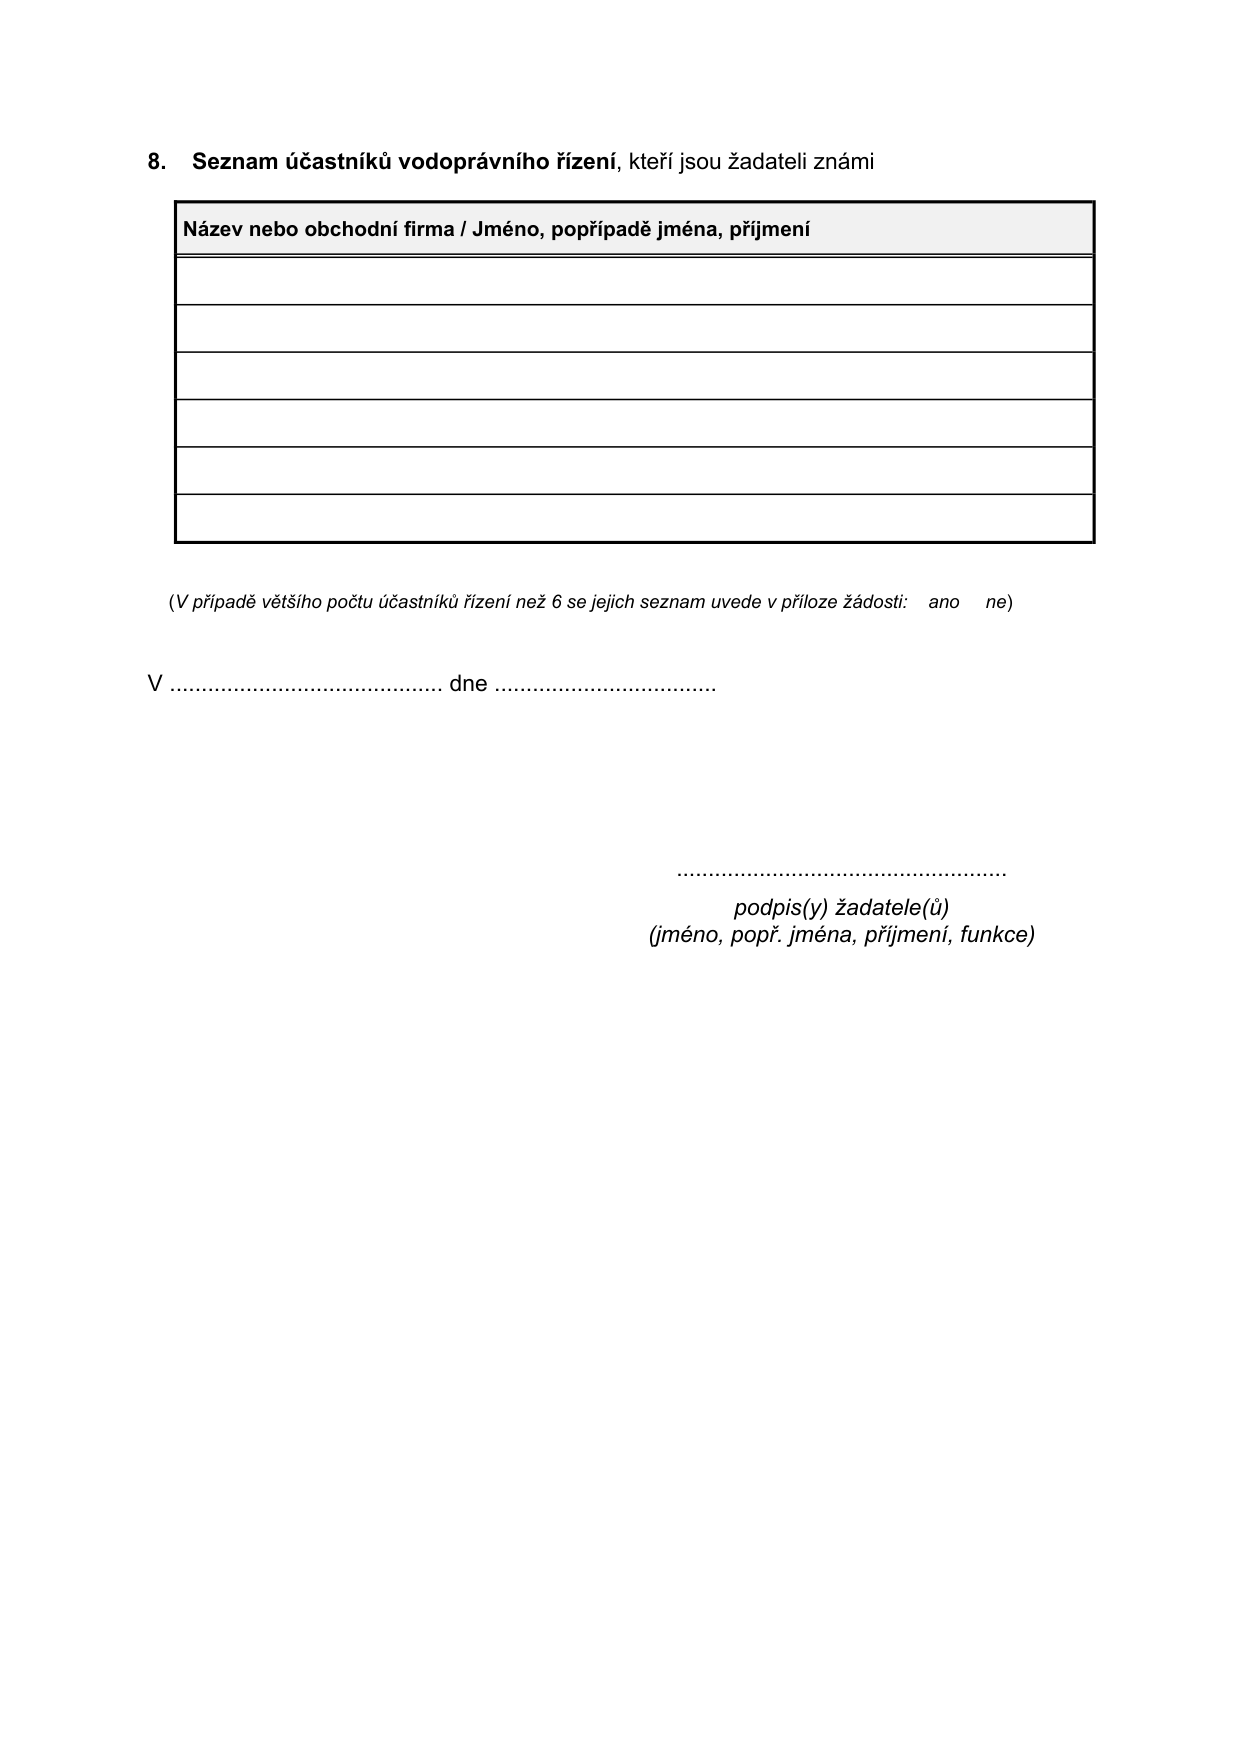 8. Seznam účastníků vodoprávního řízení, kteří jsou žadateli známi
Název nebo obchodní firma / Jméno, popřípadě jména, příjmení
(V případě většího počtu účastníků řízení než 6 se jejich seznam uvede v příloze žádosti: ano ne)
V ........................................... dne ...................................
....................................................
podpis(y) žadatele(ů)
(jméno, popř. jména, příjmení, funkce)